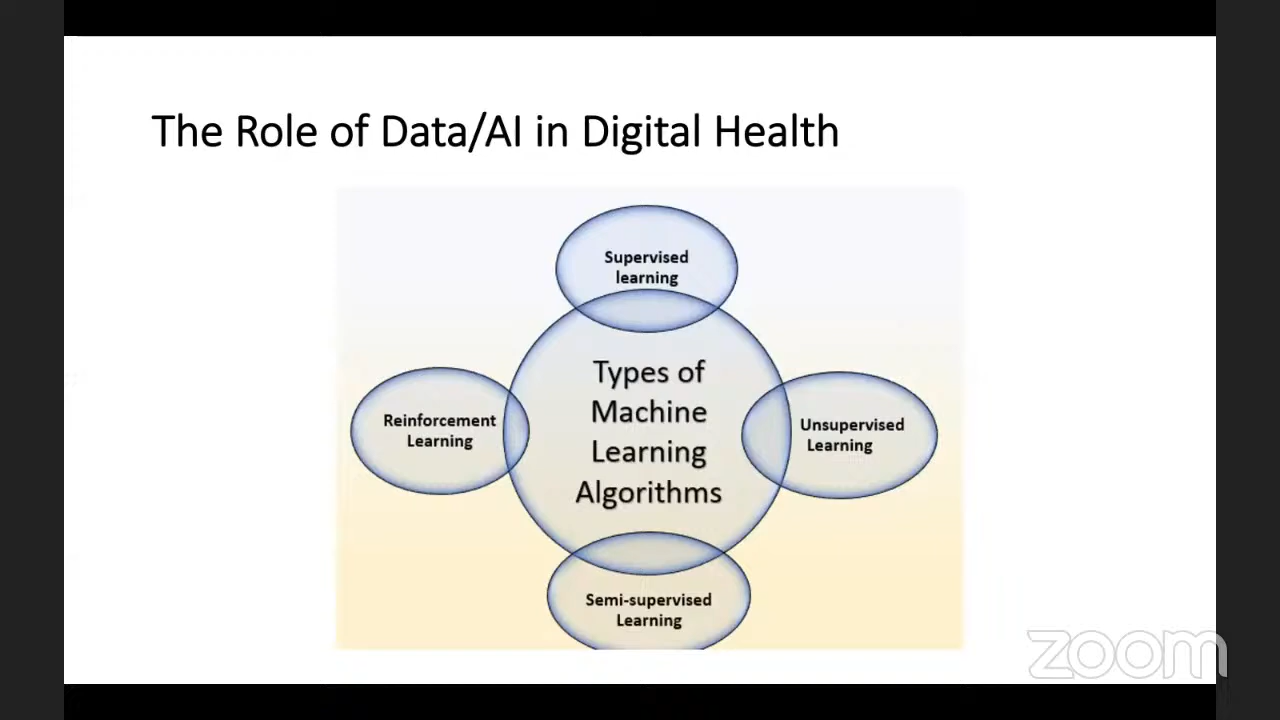 The Role of Data/AI in Digital Health
Supervised
learning
Types of
Machine
Learning
Algorithms
Reinforcement
Learning
Unsupervised
Learning
Semi-supervised
Learning
zoom